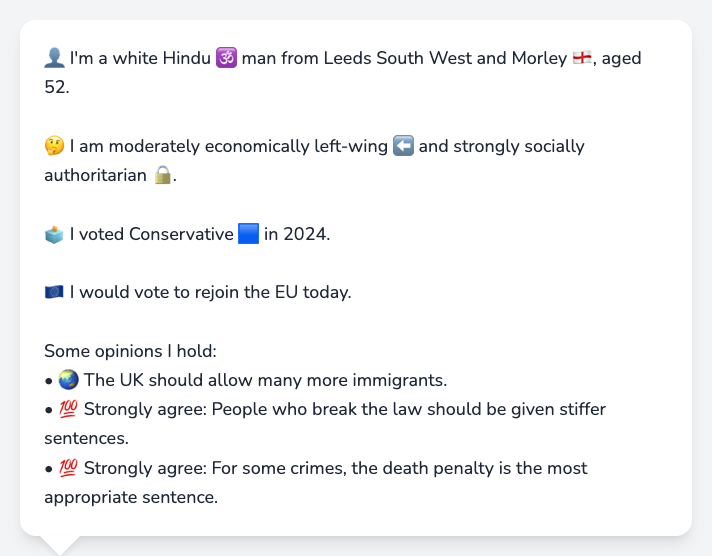 👤 I'm a white Hindu 🕉️ man from Leeds South West and Morley 🏴󠁧󠁢󠁥󠁮󠁧󠁿, aged
52.
🤔 I am moderately economically left-wing ⬅️ and strongly socially
authoritarian 🔒.
🗳️ I voted Conservative 🟦 in 2024.
🇪🇺 I would vote to rejoin the EU today.
Some opinions I hold:
• 🌏 The UK should allow many more immigrants.
• 💯 Strongly agree: People who break the law should be given stiffer
sentences.
• 💯 Strongly agree: For some crimes, the death penalty is the most
appropriate sentence.